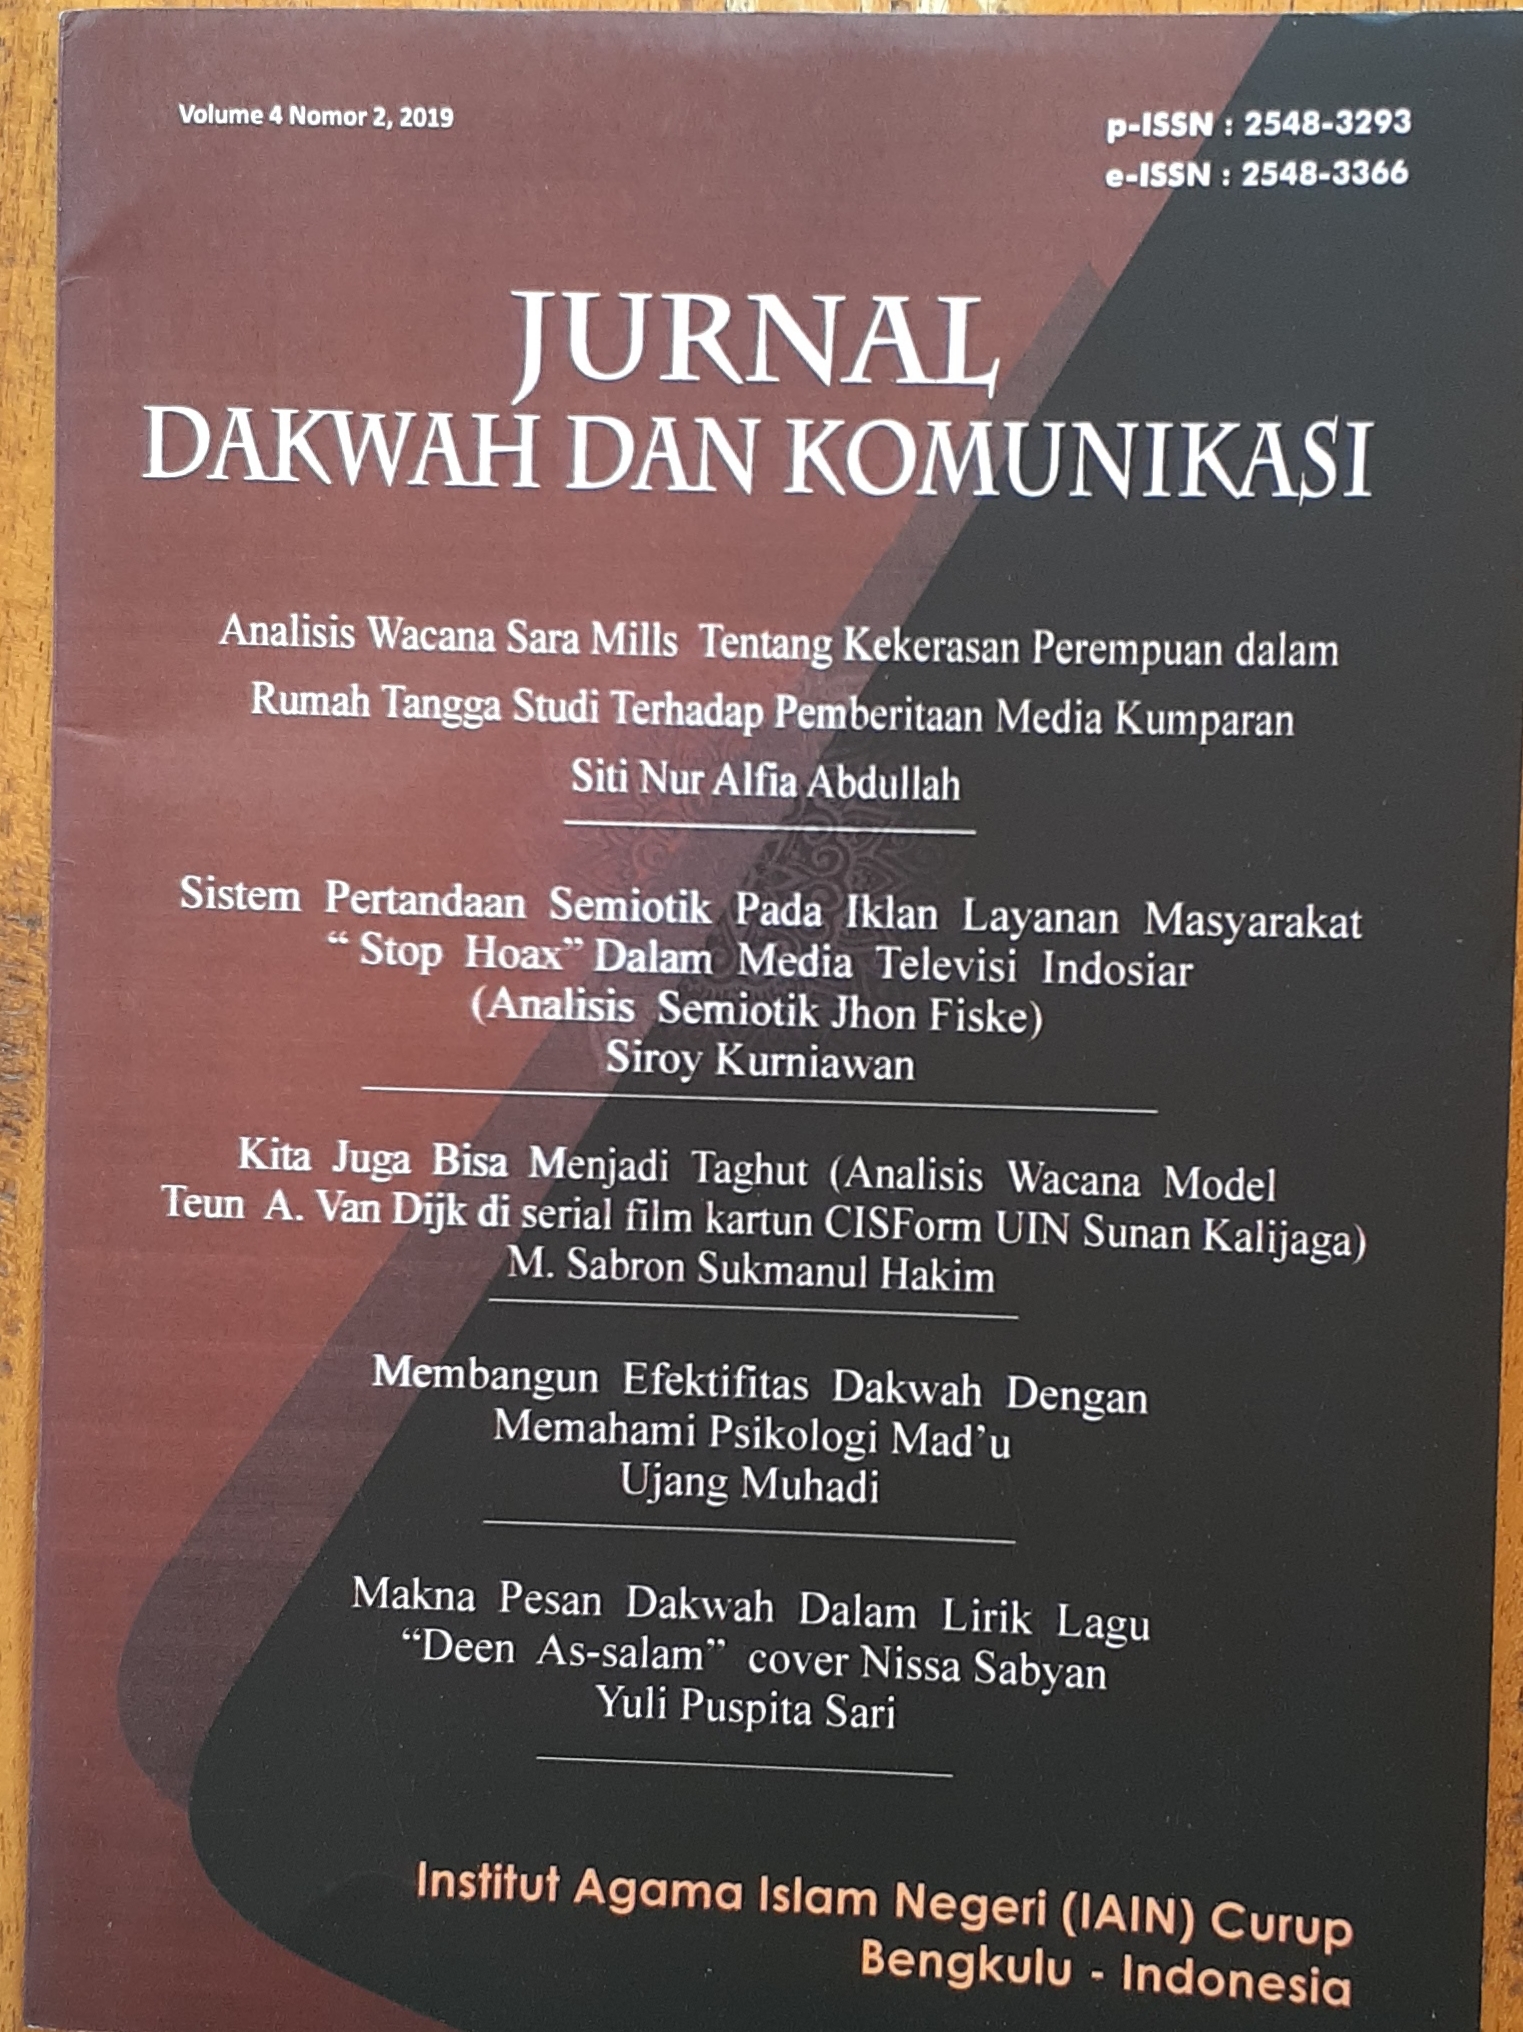 Volume 4 Nomor 2, 2019
p-ISSN : 2548-3293
e-ISSN : 2548-3366
JURNAL
DAKWAH DAN KOMUNIKASI
Analisis Wacana Sara Mills Tentang Kekerasan Perempuan dalam
Rumah Tangga Studi Terhadap Pemberitaan Media Kumparan
Siti Nur Alfia Abdullah
Sistem Pertandaan Semiotik Pada Iklan Layanan Masyarakat
“ Stop Hoax” Dalam Media Televisi Indosiar
(Analisis Semiotik Jhon Fiske)
Siroy Kurniawan
Kita Juga Bisa Menjadi Taghut (Analisis Wacana Model
Teun A. Van Dijk di serial film kartun CISForm UIN Sunan Kalijaga)
M. Sabron Sukmanul Hakim
Membangun Efektifitas Dakwah Dengan
Memahami Psikologi Mad’u
Ujang Muhadi
Makna Pesan Dakwah Dalam Lirik Lagu
“Deen As-salam” cover Nissa Sabyan
Yuli Puspita Sari
Institut Agama Islam Negeri (IAIN) Curup
Bengkulu - Indonesia